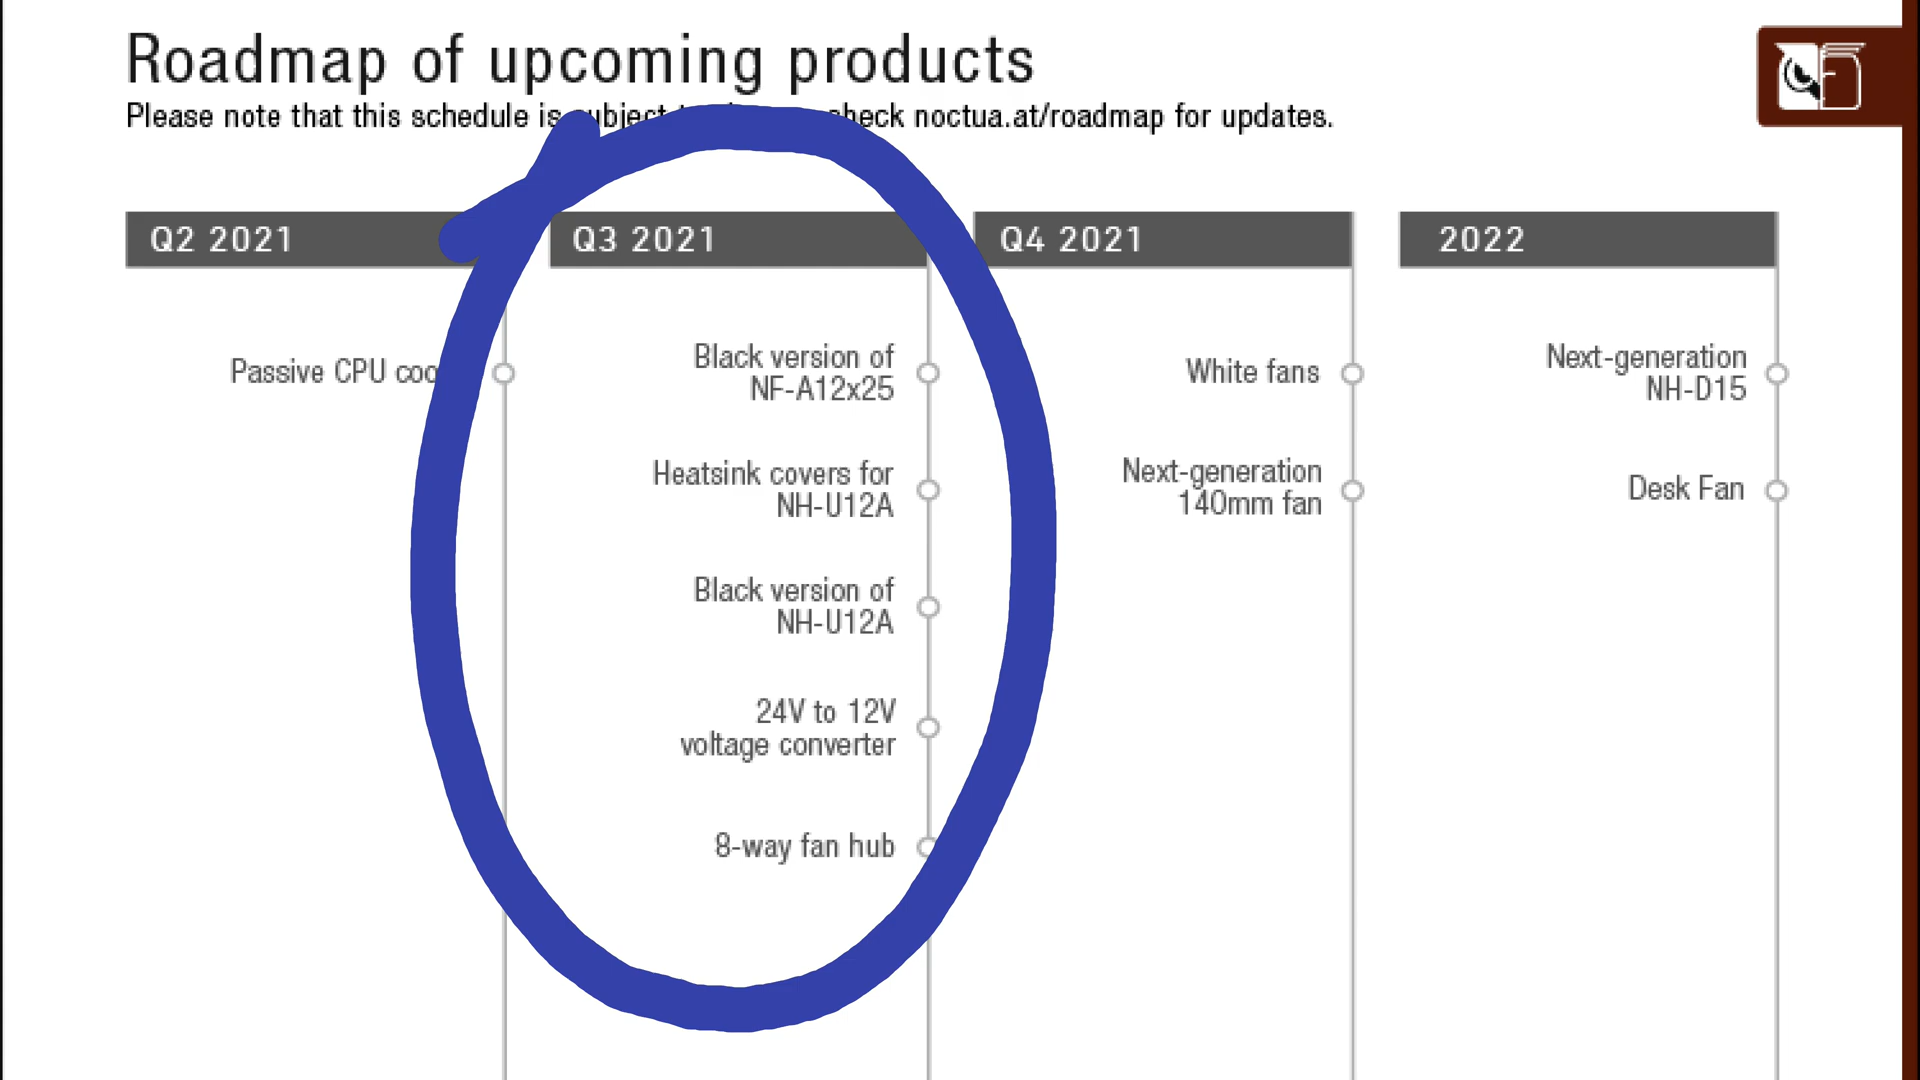 Roadmap of upcoming products
Please note that this schedule is check noctua.at/roadmap for updates.
Q2 2021
Passive CPU
Q3 2021
Black version of
NF-A12x25
Heatsink covers for
NH-U12A
Black version of
NH-U12A
24V to 12V
voltage converter
8-way fan hub
Q4 2021
White fans
Next-generation
140mm fan
2022
Next-generation
NH-D15
Desk Fan